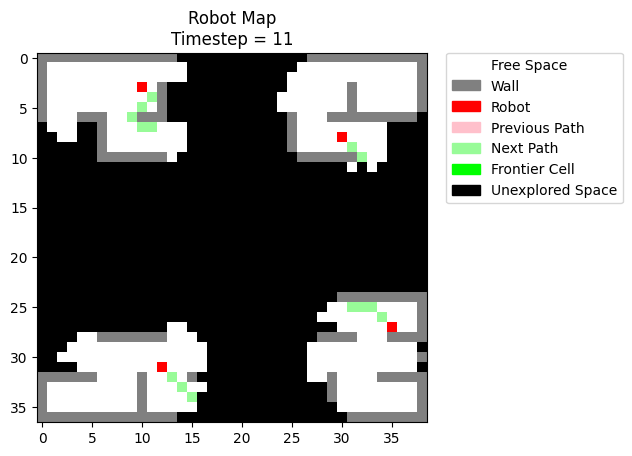 Robot Map
Timestep = 11
Free Space
Wall
Robot
Previous Path
Next Path
Frontier Cell
Unexplored Space
0
5
10
15
20
25
30
35
0 5 10 15 20 25 30 35